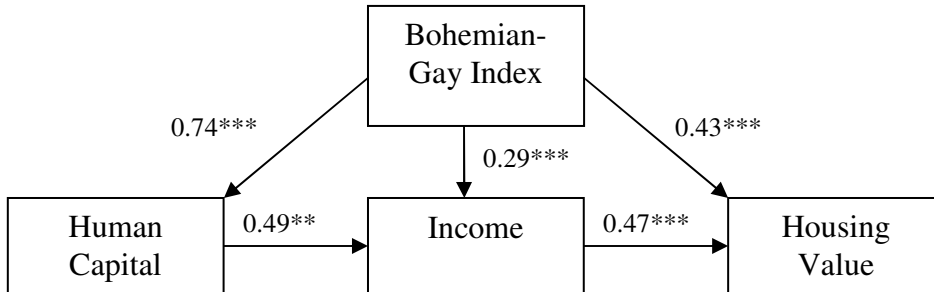 Bohemian-
Gay Index
0.74***
0.43***
0.29***
Human
Capital
0.49**
Income
0.47***
Housing
Value